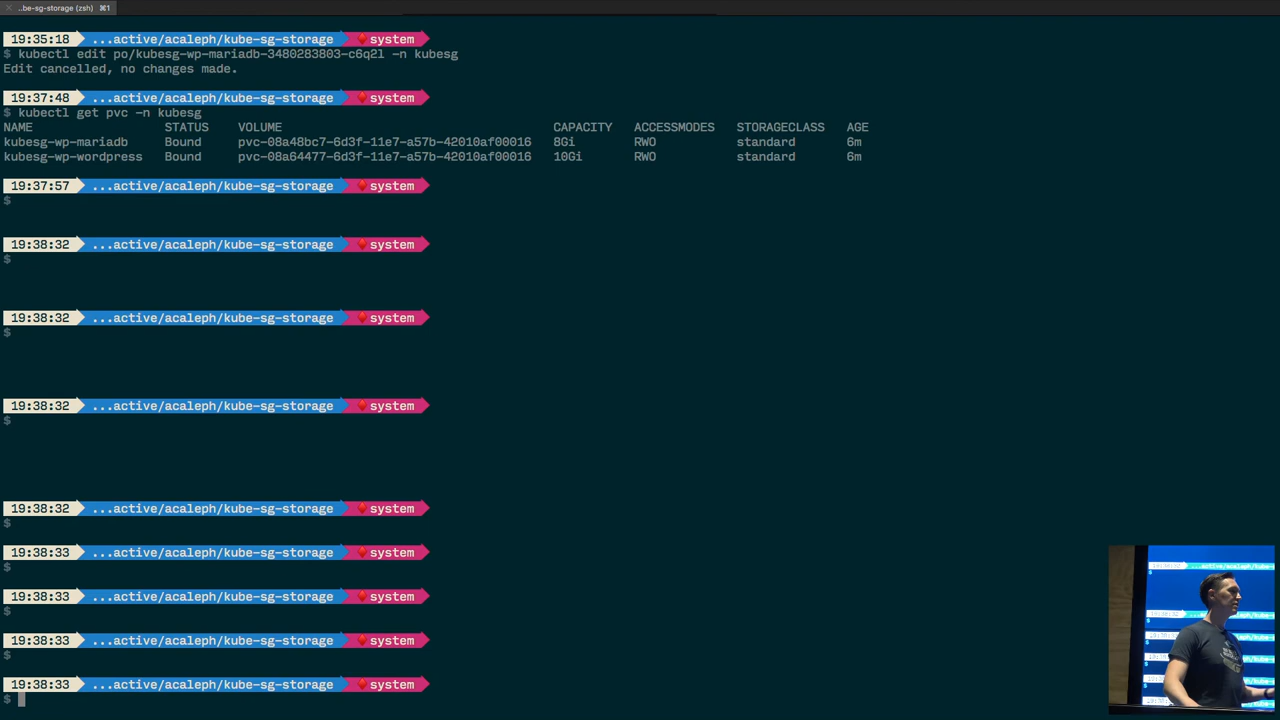 ..be-sg-storage (zsh) ⌘1
19:35:18 ...active/acaleph/kube-sg-storage system
$ kubectl edit po/kubesg-wp-mariadb-3480283803-c6q2l -n kubesg
Edit cancelled, no changes made.
19:37:48 ...active/acaleph/kube-sg-storage system
$ kubectl get pvc -n kubesg
NAME STATUS VOLUME CAPACITY ACCESSMODES STORAGECLASS AGE
kubesg-wp-mariadb Bound pvc-08a48bc7-6d3f-11e7-a57b-42010af00016 8Gi RWO standard 6m
kubesg-wp-wordpress Bound pvc-08a64477-6d3f-11e7-a57b-42010af00016 10Gi RWO standard 6m
19:37:57 ...active/acaleph/kube-sg-storage system
$
19:38:32 ...active/acaleph/kube-sg-storage system
$
19:38:32 ...active/acaleph/kube-sg-storage system
$
19:38:32 ...active/acaleph/kube-sg-storage system
$
19:38:32 ...active/acaleph/kube-sg-storage system
$
19:38:33 ...active/acaleph/kube-sg-storage system
$
19:38:33 ...active/acaleph/kube-sg-storage system
$
19:38:33 ...active/acaleph/kube-sg-storage system
$
19:38:33 ...active/acaleph/kube-sg-storage system
$